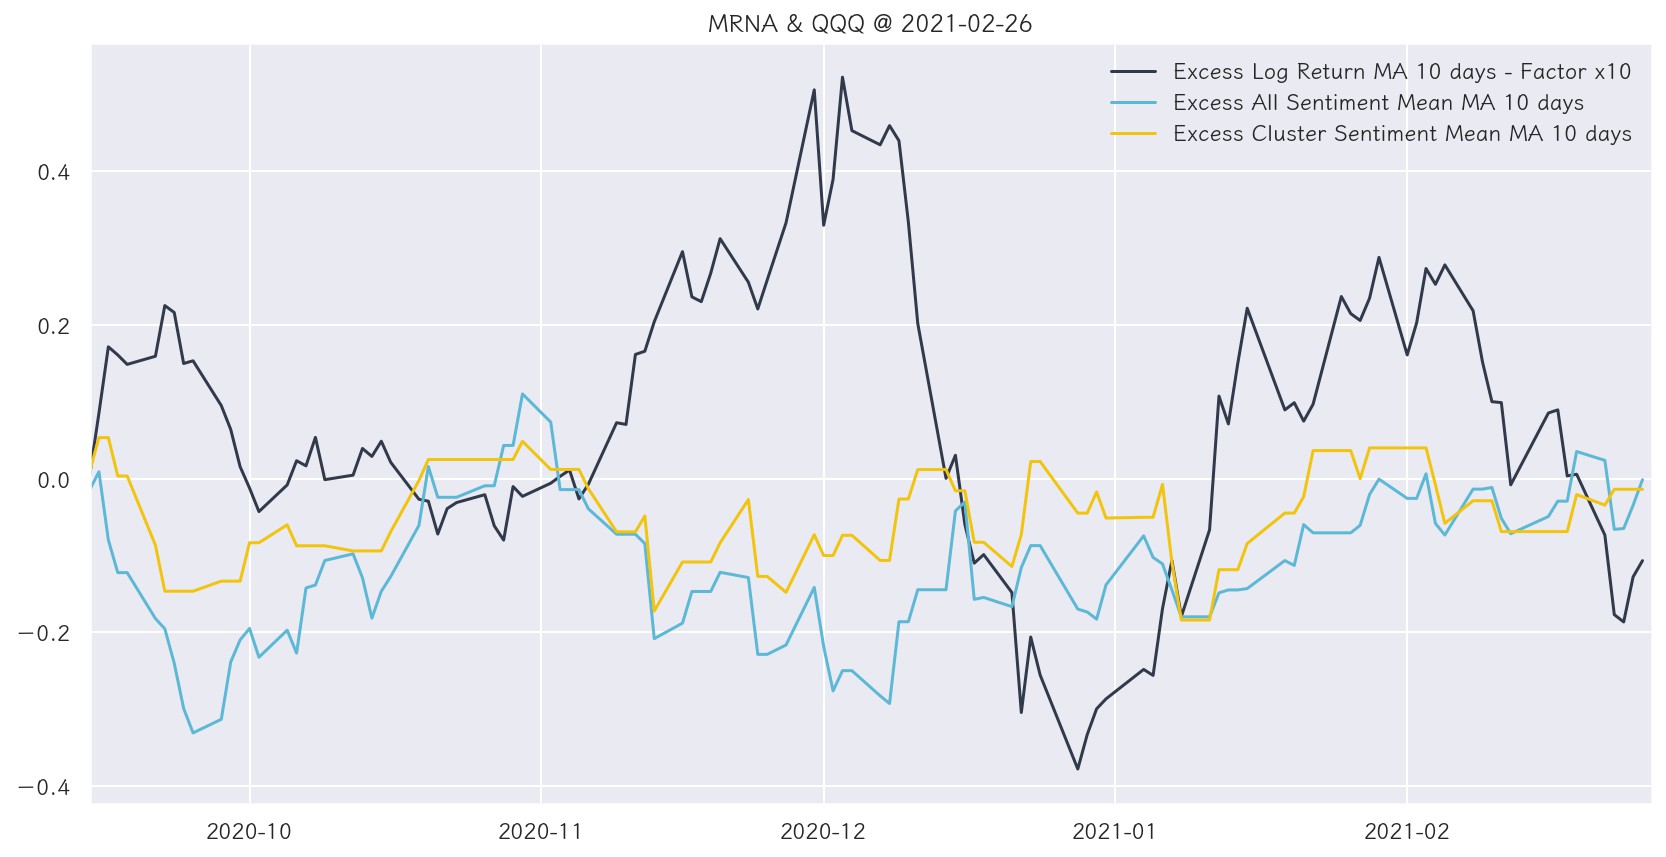 MRNA & QQQ @ 2021-02-26
Excess Log Return MA 10 days - Factor x10
Excess All Sentiment Mean MA 10 days
Excess Cluster Sentiment Mean MA 10 days
0.4
0.2
0.0
−0.2
−0.4
2020-10 2020-11 2020-12 2021-01 2021-02